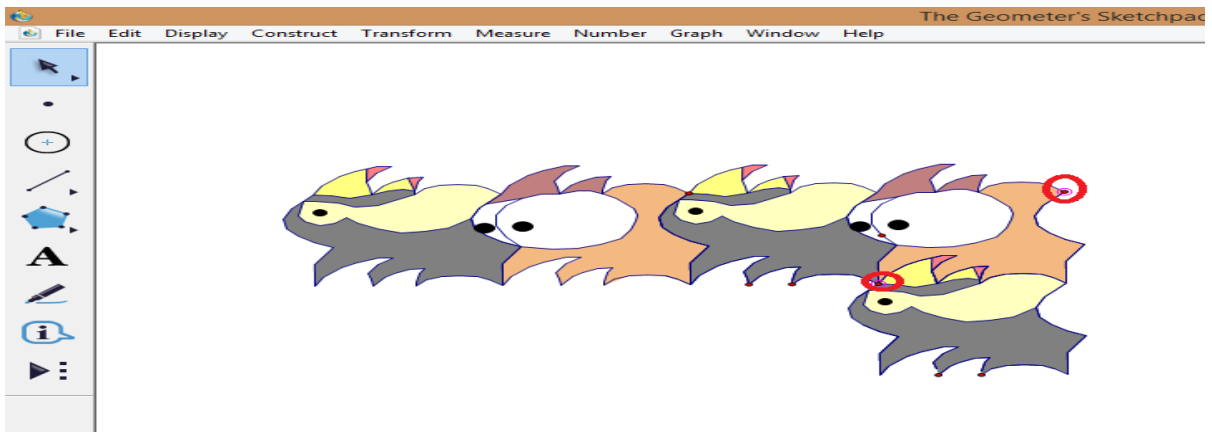 The Geometer's Sketchpad
File Edit Display Construct Transform Measure Number Graph Window Help
A